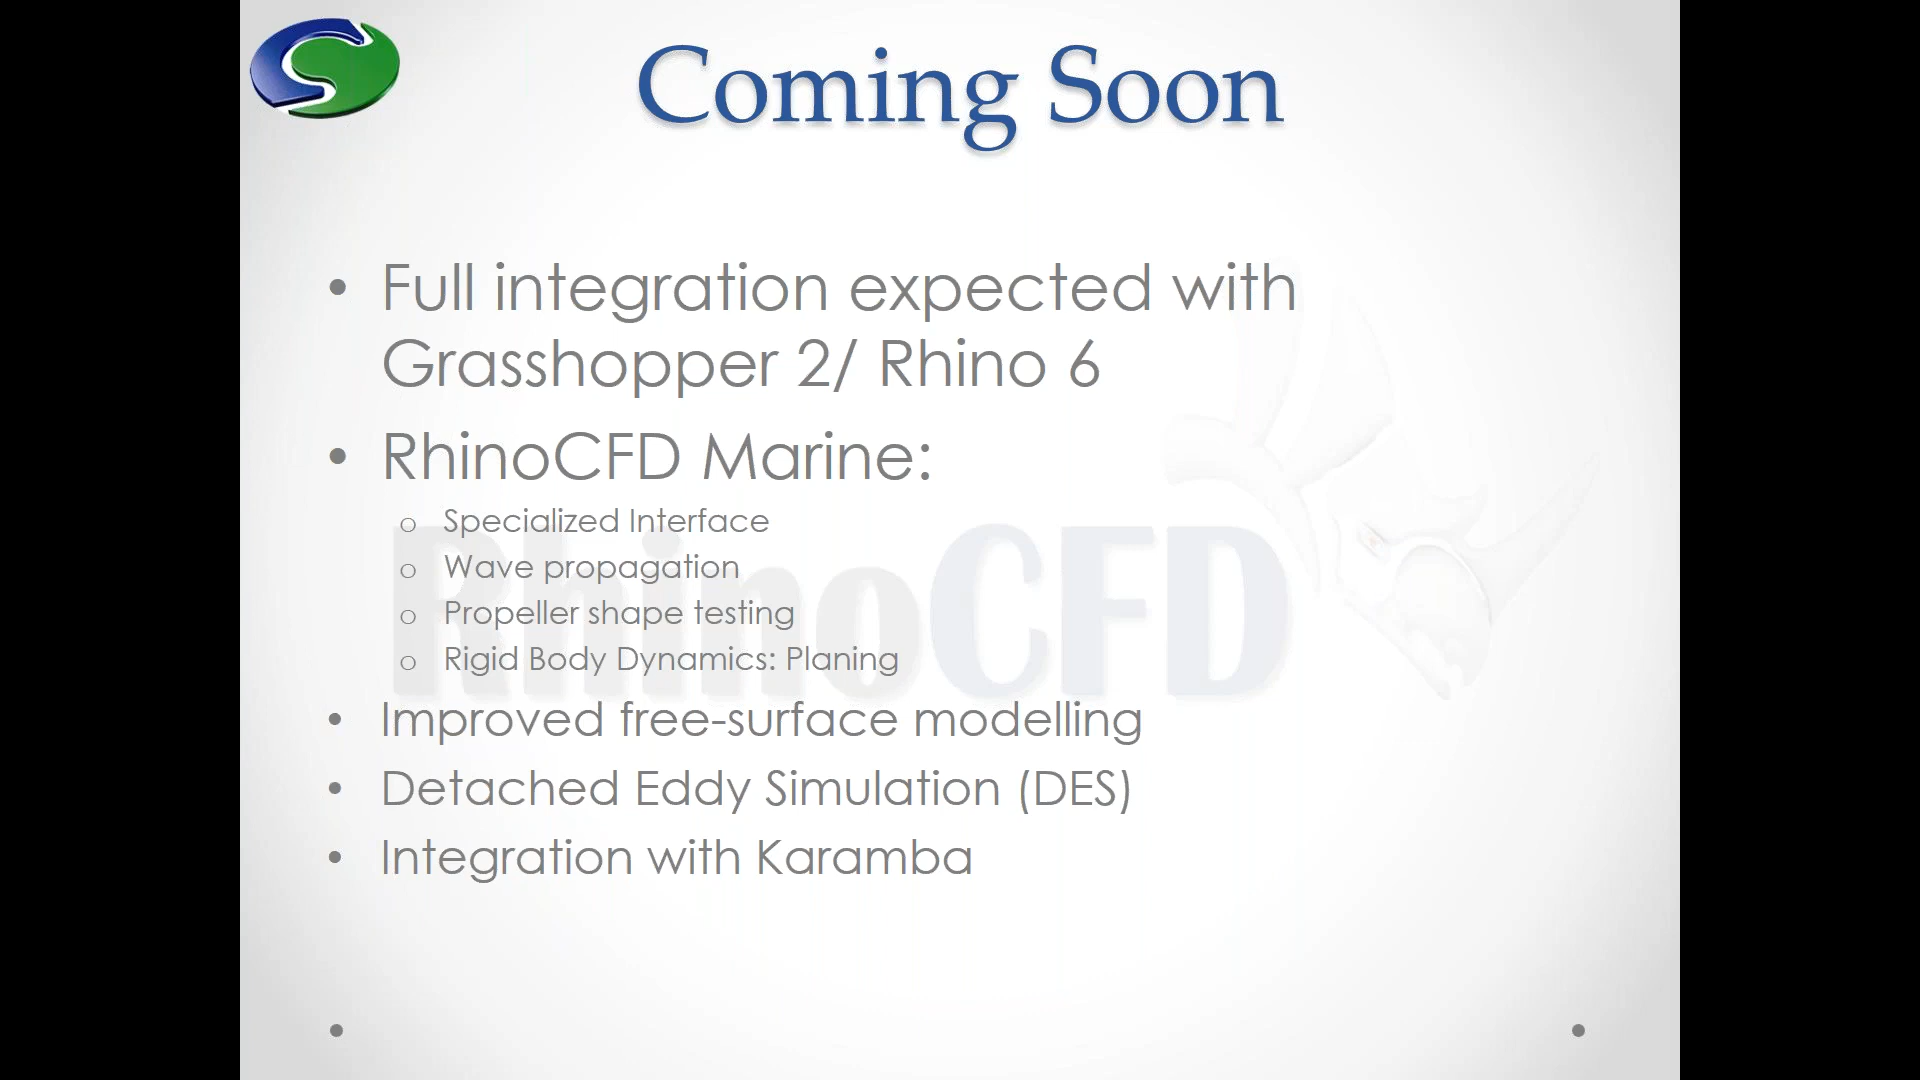 Coming Soon
• Full integration expected with
Grasshopper 2/ Rhino 6
• RhinoCFD Marine:
o Specialized Interface
o Wave propagation
o Propeller shape testing
o Rigid Body Dynamics: Planing
RhinoCFD
• Improved free-surface modelling
• Detached Eddy Simulation (DES)
• Integration with Karamba